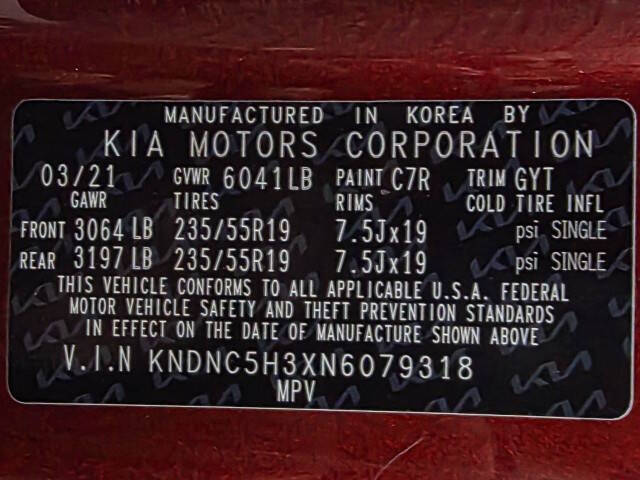 MANUFACTURED IN KOREA BY
KIA MOTORS CORPORATION
03/21 GVWR 6041LB PAINT C7R TRIM GYT
GAWR TIRES RIMS COLD TIRE INFL
FRONT 3064 LB 235/55R19 7.5Jx19 psi SINGLE
REAR 3197 LB 235/55R19 7.5Jx19 psi SINGLE
THIS VEHICLE CONFORMS TO ALL APPLICABLE U.S.A. FEDERAL
MOTOR VEHICLE SAFETY AND THEFT PREVENTION STANDARDS
IN EFFECT ON THE DATE OF MANUFACTURE SHOWN ABOVE
V.I.N KNDNC5H3XN6079318
MPV